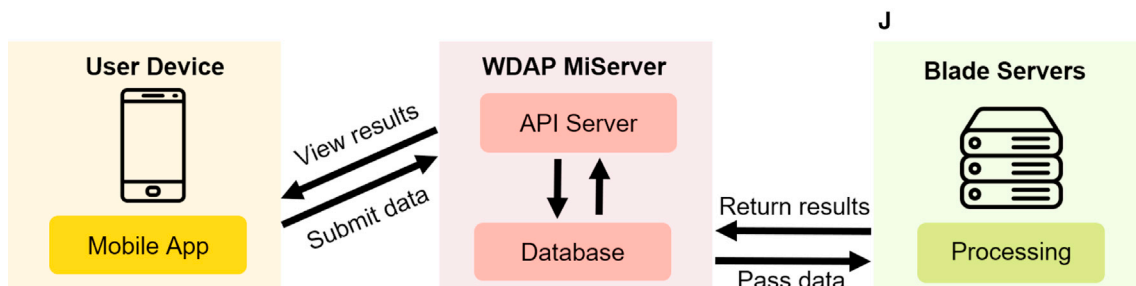 J
User Device
WDAP MiServer
Blade Servers
API Server
View results
Submit data
Mobile App
Database
Return results
Pass data
Processing